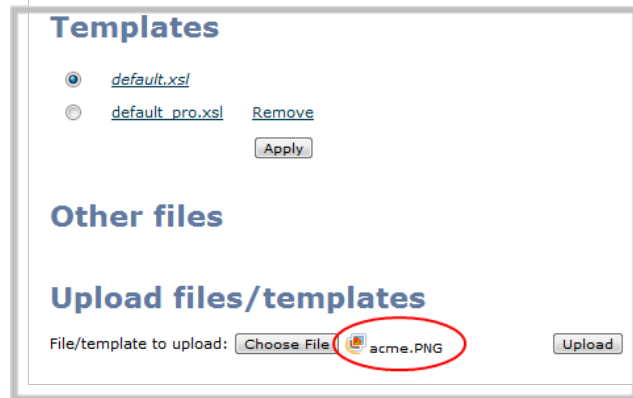 Templates
default.xsl
default_pro.xsl Remove
Apply
Other files
Upload files/templates
File/template to upload: Choose File acme.PNG Upload